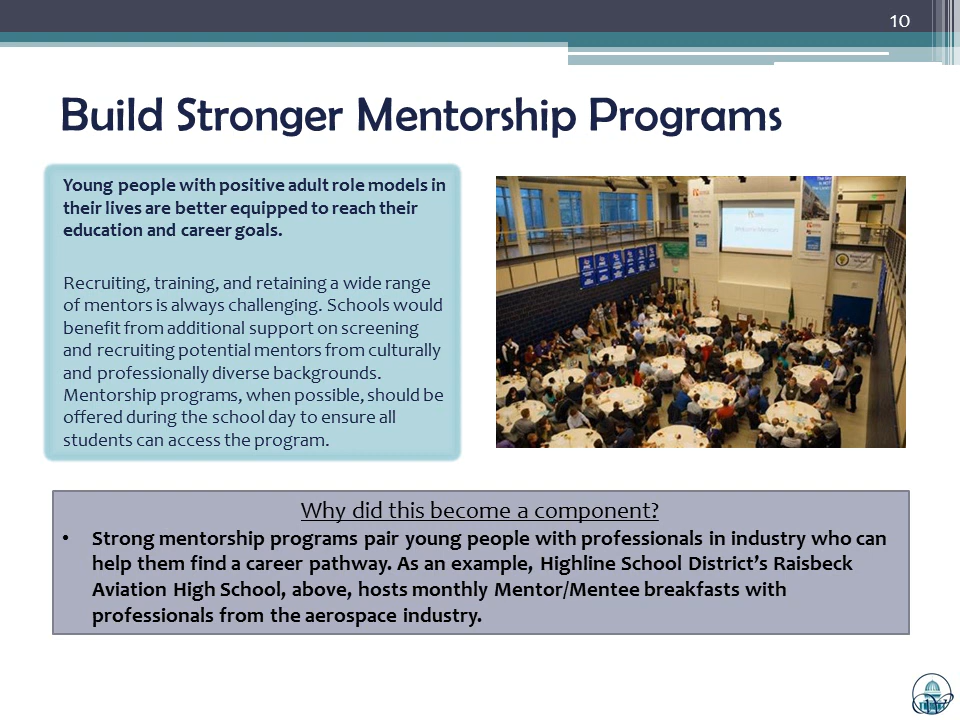 10
Build Stronger Mentorship Programs
Young people with positive adult role models in
their lives are better equipped to reach their
education and career goals.
Recruiting, training, and retaining a wide range
of mentors is always challenging. Schools would
benefit from additional support on screening
and recruiting potential mentors from culturally
and professionally diverse backgrounds.
Mentorship programs, when possible, should be
offered during the school day to ensure all
students can access the program.
Welcome Mentors
Why did this become a component?
• Strong mentorship programs pair young people with professionals in industry who can
help them find a career pathway. As an example, Highline School District’s Raisbeck
Aviation High School, above, hosts monthly Mentor/Mentee breakfasts with
professionals from the aerospace industry.